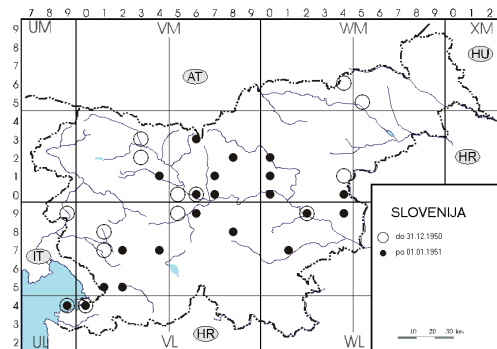 7 8 9 0 1 2 3 4 5 6 7 8 9 0 1 2 3 4 5 6 7 8 9 0 1 2
9 UM VM WM XM
8 HU
7 AT
6
5
4
3 HR
2
1
0
9 SLOVENIJA
8 do 31.12.1950
7 IT po 01.01.1951
6
5
4
3 HR 10 20 30 km
2 UL VL WL